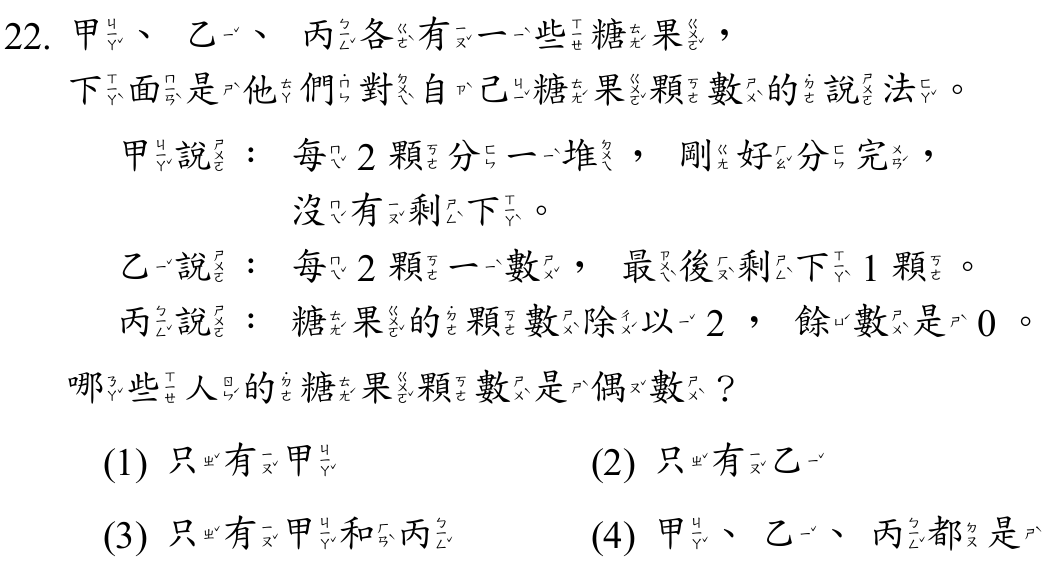 22. 甲、 乙、 丙各有一些糖果，
下面是他們對自己糖果顆數的說法。
甲說： 每 2 顆分一堆， 剛好分完，
沒有剩下。
乙說： 每 2 顆一數， 最後剩下 1 顆。
丙說： 糖果的顆數除以 2 ， 餘數是 0 。
哪些人的糖果顆數是偶數？
(1) 只有甲 (2) 只有乙
(3) 只有甲和丙 (4) 甲、 乙、 丙都是